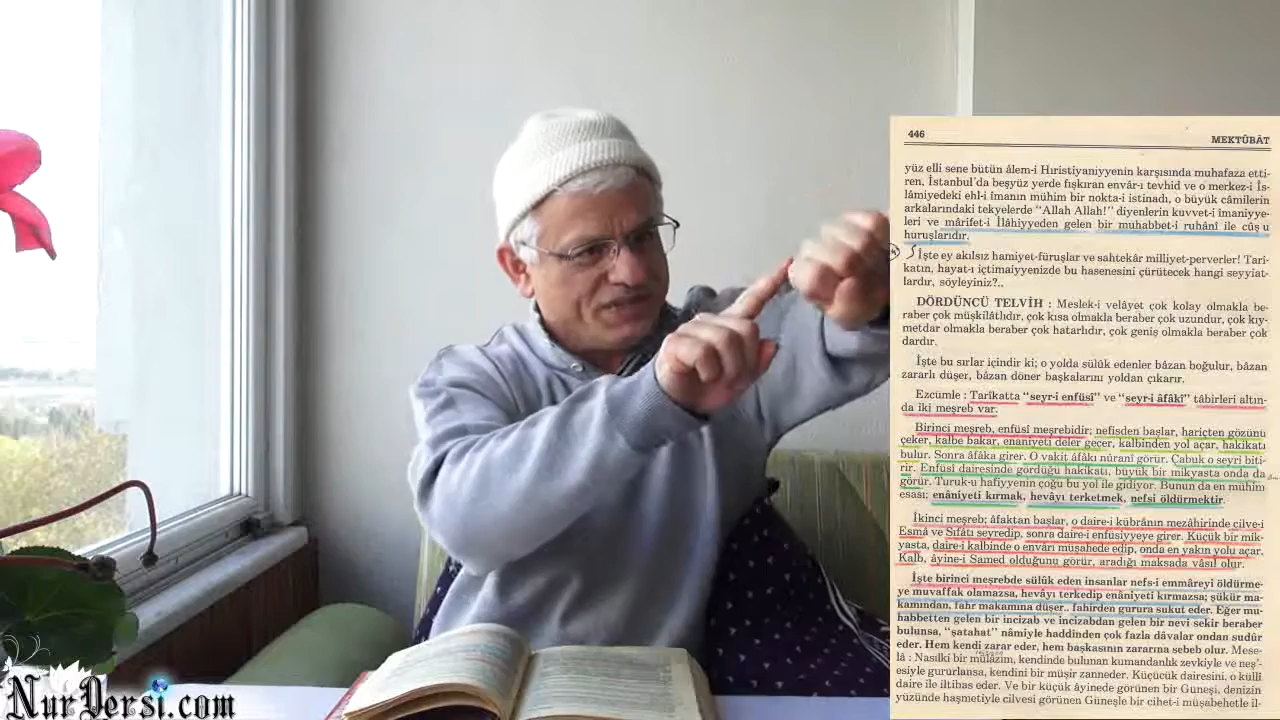 446
MEKTÛBÂT
yüz elli sene bütün âlem-i Hıristiyaniyyenin karşısında muhafaza etti-
ren, İstanbul'da beşyüz yerde fışkıran envâr-ı tevhid ve o merkez-i İs-
lâmiyedeki ehl-i îmanın mühim bir nokta-i istinadı, o büyük câmilerin
arkalarındaki tekyelerde "Allah Allah!" diyenlerin kuvvet-i imaniyye-
leri ve mârifet-i İlâhiyyeden gelen bir muhabbet-i ruhânî ile cûş u
huruşlarıdır.
İşte ey akılsız hamiyet-füruşlar ve sahtekâr milliyet-perverler! Tari-
katın, hayat-ı içtimaiyyenizde bu hasenesini çürütecek hangi seyyiat-
lardır, söyleyiniz?..
DÖRDÜNCÜ TELVİH : Meslek-i velâyet çok kolay olmakla be-
raber çok müşkilâtlıdır, çok kısa olmakla beraber çok uzundur, çok kıy-
metdar olmakla beraber çok hatarlıdır, çok geniş olmakla beraber çok
dardır.
İşte bu sırlar içindir ki; o yolda sülûk edenler bâzan boğulur, bâzan
zararlı düşer, bâzan döner başkalarını yoldan çıkarır.
Ezcümle : Tarîkatta "seyr-i enfüsî" ve "seyr-i âfâkî" tâbirleri altın-
da iki meşreb var.
Birinci meşreb, enfüsî meşrebidir; nefisden başlar, hariçten gözünü
çeker, kalbe bakar, enaniyeti deler geçer, kalbinden yol açar, hakikatı
bulur. Sonra âfâka girer. O vakit âfâkı nûranî görür. Çabuk o seyri biti-
rir. Enfüsî dairesinde gördüğü hakikatı, büyük bir mikyasta onda da
görür. Turuk-u hafiyyenin çoğu bu yol ile gidiyor. Bunun da en mühim
esası; enâniyeti kırmak, hevâyı terketmek, nefsi öldürmektir.
İkinci meşreb; âfaktan başlar, o daire-i kübrânın mezâhirinde cilve-i
Esmâ ve Sıfâtı seyredip, sonra daire-i enfüsiyyeye girer. Küçük bir mik-
yasta, daire-i kalbinde o envârı müşahede edip, onda en yakın yolu açar.
Kalb, âyine-i Samed olduğunu görür, aradığı maksada vâsıl olur.
İşte birinci meşrebde sülûk eden insanlar nefs-i emmâreyi öldürme-
ye muvaffak olamazsa, hevâyı terkedip enâniyeti kırmazsa; şükür ma-
kamından, fahr makamına düşer.. fahirden gurura sukut eder. Eğer mu-
habbetten gelen bir incizab ve incizabdan gelen bir nevi sekir beraber
bulunsa, "şatahat" nâmiyle haddinden çok fazla dâvalar ondan sudûr
eder. Hem kendi zarar eder, hem başkasının zararına sebeb olur. Mese-
lâ : Nasılki bir mülâzım, kendinde bulunan kumandanlık zevkiyle ve neş'-
esiyle gururlansa, kendini bir müşir zanneder. Küçücük dairesini, o küllî
daire ile iltibas eder. Ve bir küçük âyinede görünen bir Güneşi, denizin
yüzünde haşmetiyle cilvesi görünen Güneşle bir cihet-i müşabehetle il-
NurDersi.com